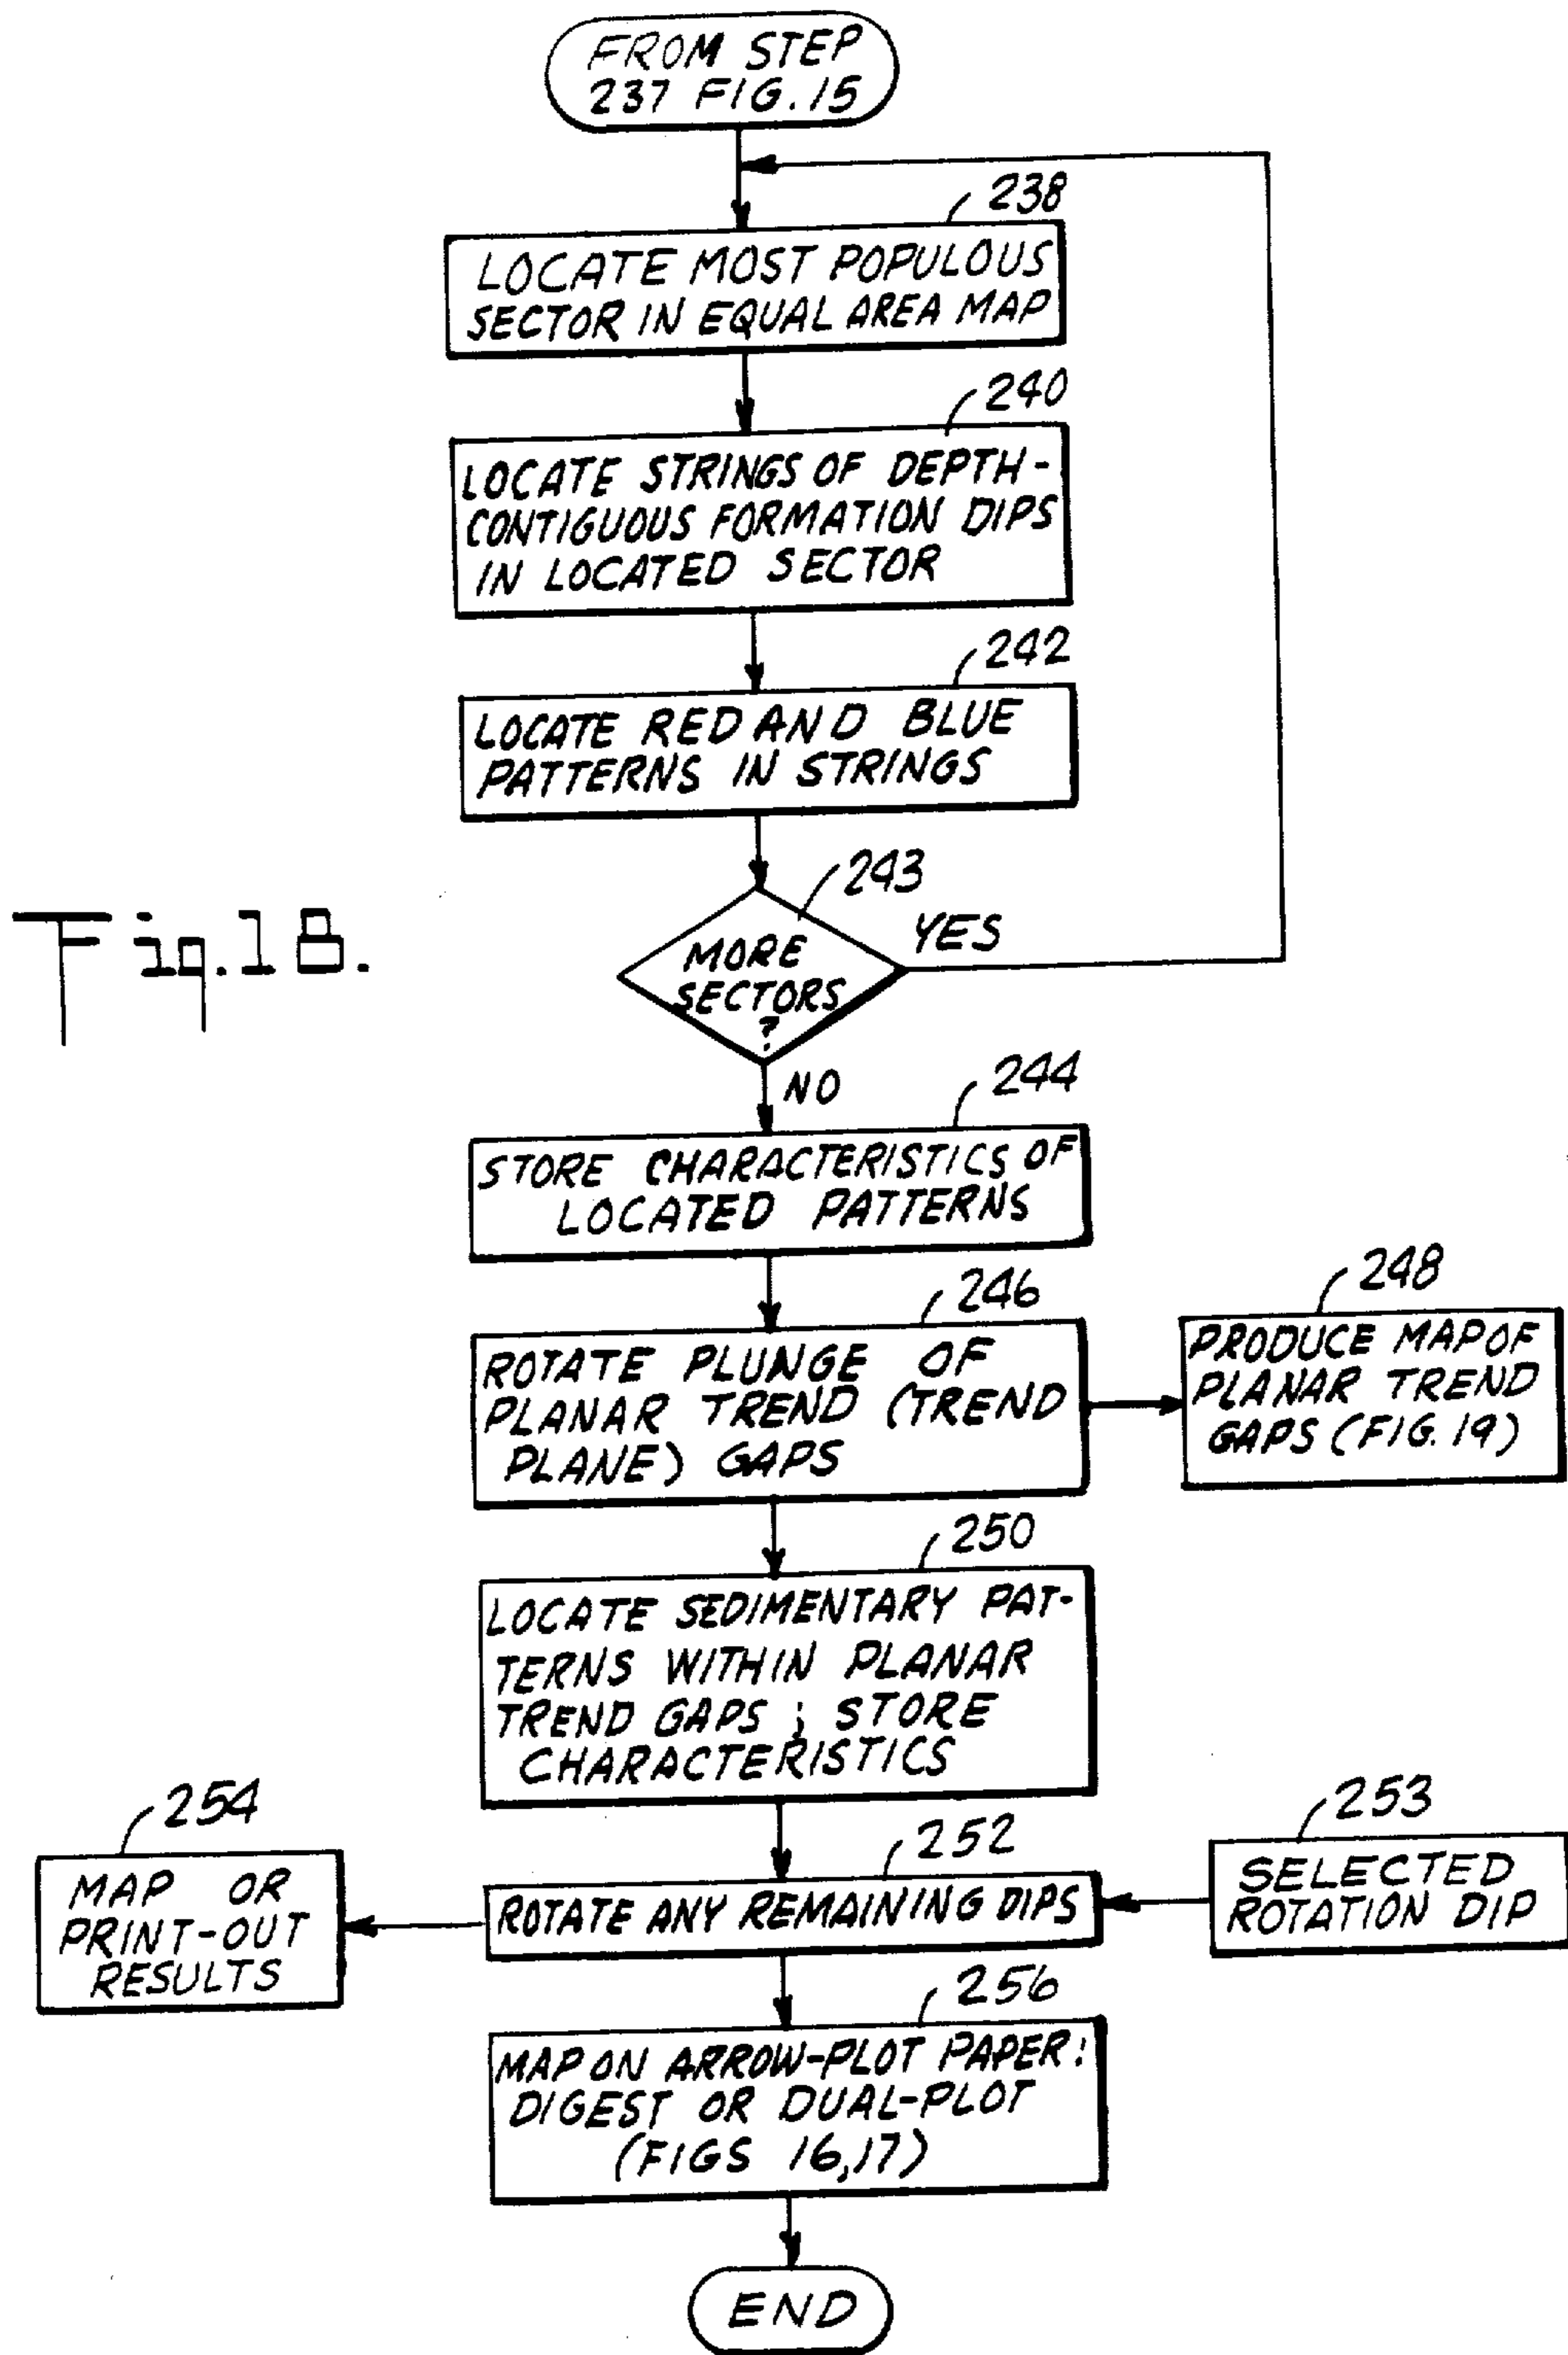 FROM STEP
237 FIG.15
238
LOCATE MOST POPULOUS
SECTOR IN EQUAL AREA MAP
240
LOCATE STRINGS OF DEPTH-
CONTIGUOUS FORMATION DIPS
IN LOCATED SECTOR
242
LOCATE RED AND BLUE
PATTERNS IN STRINGS
243
MORE
SECTORS
?
YES
Fig.18.
NO
244
STORE CHARACTERISTICS OF
LOCATED PATTERNS
246
ROTATE PLUNGE OF
PLANAR TREND (TREND
PLANE) GAPS
248
PRODUCE MAP OF
PLANAR TREND
GAPS (FIG. 19)
250
LOCATE SEDIMENTARY PAT-
TERNS WITHIN PLANAR
TREND GAPS ; STORE
CHARACTERISTICS
254
MAP OR
PRINT-OUT
RESULTS
252
ROTATE ANY REMAINING DIPS
253
SELECTED
ROTATION DIP
256
MAP ON ARROW-PLOT PAPER:
DIGEST OR DUAL-PLOT
(FIGS 16,17)
END